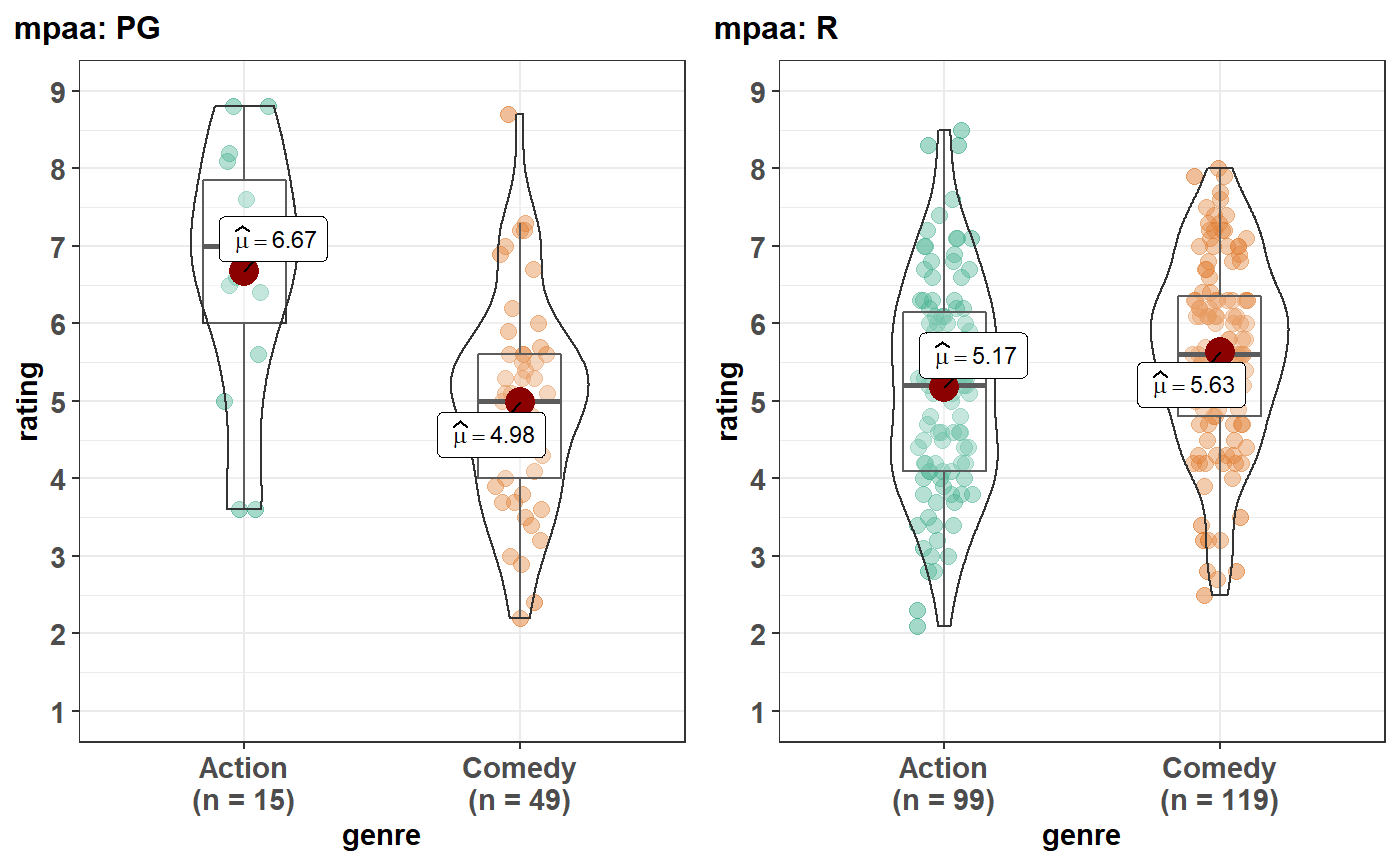 mpaa: PG
rating
9
8
7
6
5
4
3
2
1
μ̂ = 6.67
μ̂ = 4.98
Action
(n = 15)
Comedy
(n = 49)
genre
mpaa: R
rating
9
8
7
6
5
4
3
2
1
μ̂ = 5.17
μ̂ = 5.63
Action
(n = 99)
Comedy
(n = 119)
genre